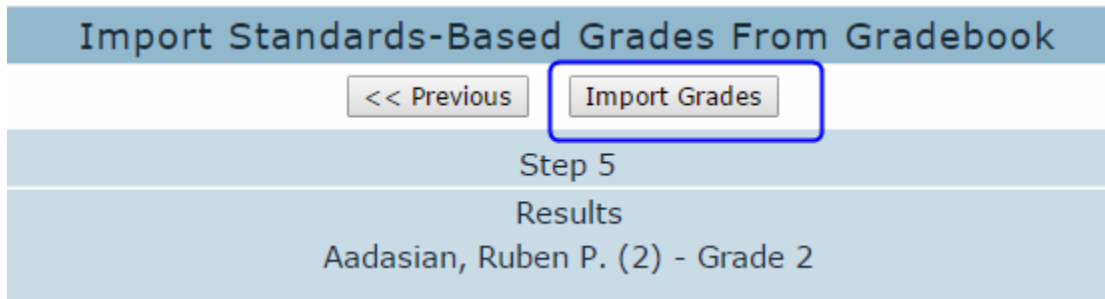 Import Standards-Based Grades From Gradebook
<< Previous Import Grades
Step 5
Results
Aadasian, Ruben P. (2) - Grade 2